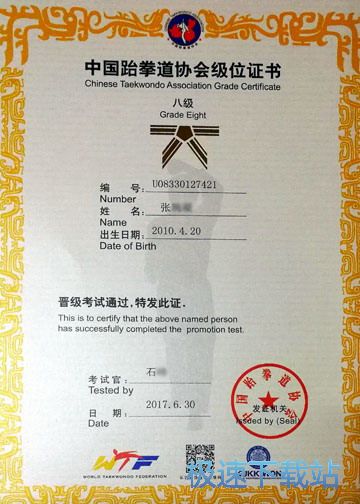 中国跆拳道协会级位证书
Chinese Taekwondo Association Grade Certificate
八级
Grade Eight
编 号: U08330127421
Number
姓 名: 张
Name
出生日期: 2010.4.20
Date of Birth
晋级考试通过,特发此证。
This is to certify that the above named person
has successfully completed the promotion test.
考试官: 石
Tested by
日 期: 2017.6.30
Date
中国跆拳道协会
发证机关
Issued by (Seal)
WTF
WORLD TAEKWONDO FEDERATION
KUKKIWON
极速下载站